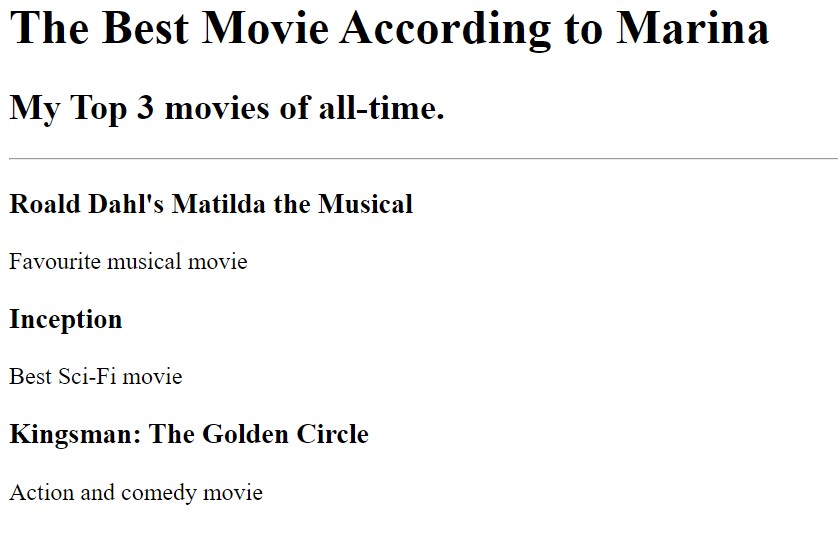 The Best Movie According to Marina
My Top 3 movies of all-time.
Roald Dahl's Matilda the Musical
Favourite musical movie
Inception
Best Sci-Fi movie
Kingsman: The Golden Circle
Action and comedy movie